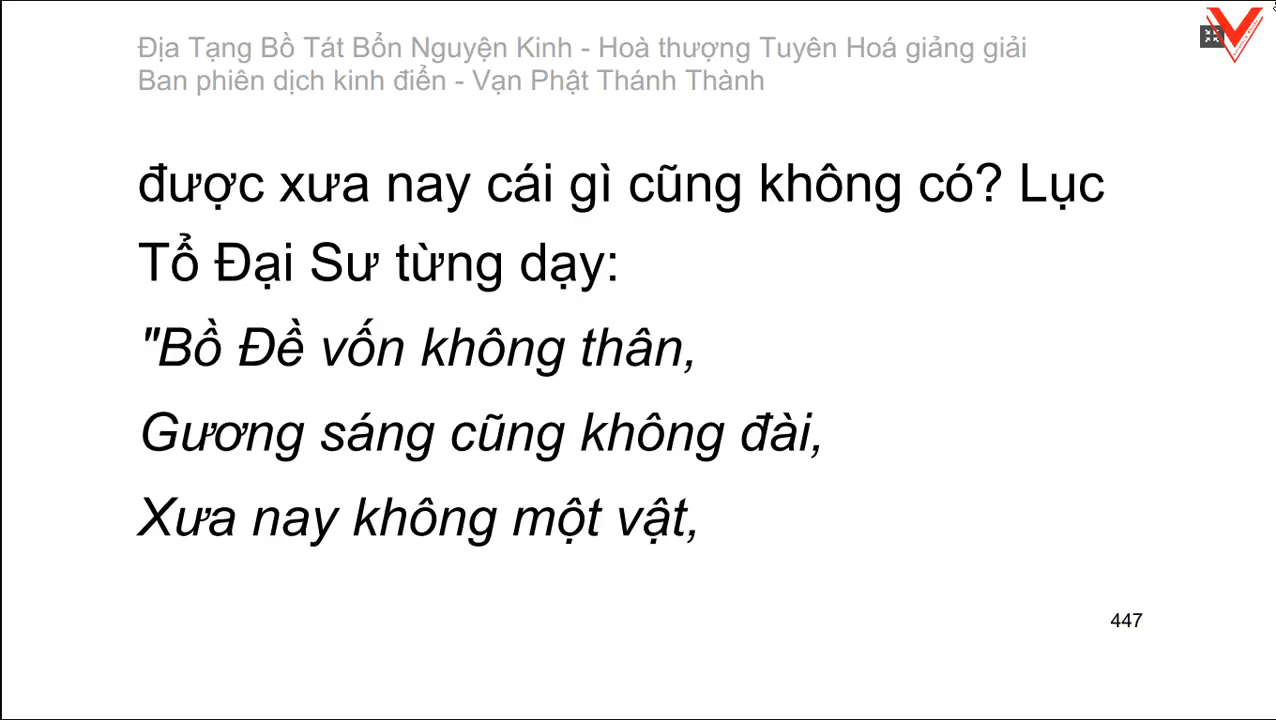 Địa Tạng Bồ Tát Bổn Nguyện Kinh - Hoà thượng Tuyên Hoá giảng giải
Ban phiên dịch kinh điển - Vạn Phật Thánh Thành
được xưa nay cái gì cũng không có? Lục
Tổ Đại Sư từng dạy:
"Bồ Đề vốn không thân,
Gương sáng cũng không đài,
Xưa nay không một vật,
447